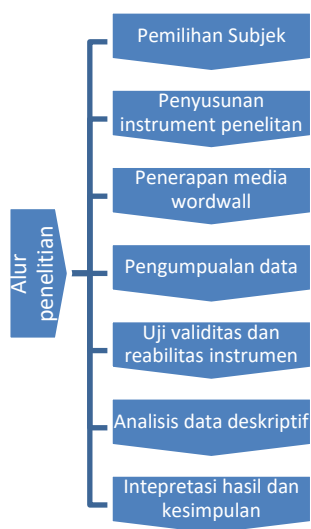 Alur
penelitian
Pemilihan Subjek
Penyusunan
instrument penelitan
Penerapan media
wordwall
Pengumpualan data
Uji validitas dan
reabilitas instrumen
Analisis data deskriptif
Intepretasi hasil dan
kesimpulan